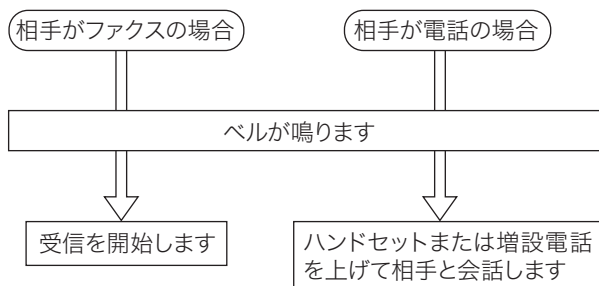 相手がファクスの場合
相手が電話の場合
ベルが鳴ります
受信を開始します
ハンドセットまたは増設電話
を上げて相手と会話します